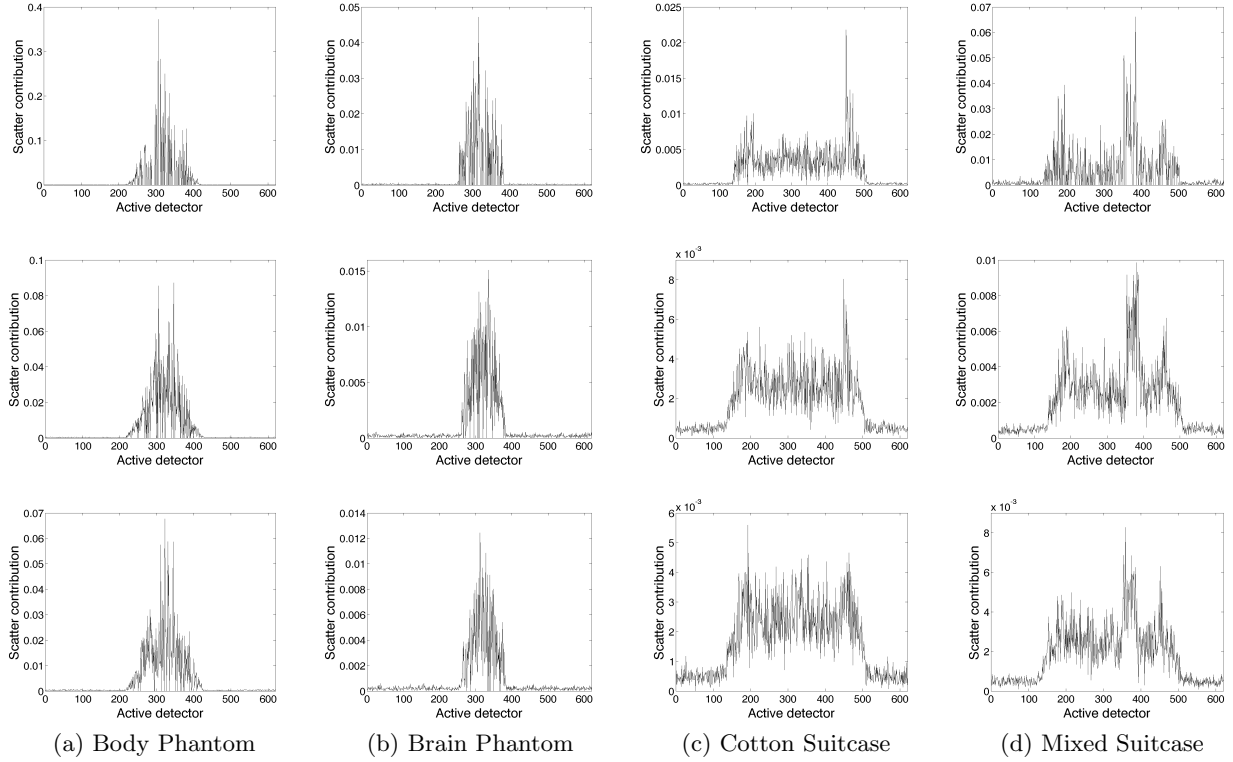 0.4
0.3
0.2
0.1
0
Scatter contribution
0 100 200 300 400 500 600
Active detector
0.05
0.04
0.03
0.02
0.01
0
Scatter contribution
0 100 200 300 400 500 600
Active detector
0.025
0.02
0.015
0.01
0.005
0
Scatter contribution
0 100 200 300 400 500 600
Active detector
0.07
0.06
0.05
0.04
0.03
0.02
0.01
0
Scatter contribution
0 100 200 300 400 500 600
Active detector
0.1
0.08
0.06
0.04
0.02
0
Scatter contribution
0 100 200 300 400 500 600
Active detector
0.015
0.01
0.005
0
Scatter contribution
0 100 200 300 400 500 600
Active detector
x 10⁻³
8
6
4
2
0
Scatter contribution
0 100 200 300 400 500 600
Active detector
0.01
0.008
0.006
0.004
0.002
0
Scatter contribution
0 100 200 300 400 500 600
Active detector
0.07
0.06
0.05
0.04
0.03
0.02
0.01
0
Scatter contribution
0 100 200 300 400 500 600
Active detector
0.014
0.012
0.01
0.008
0.006
0.004
0.002
0
Scatter contribution
0 100 200 300 400 500 600
Active detector
x 10⁻³
6
5
4
3
2
1
0
Scatter contribution
0 100 200 300 400 500 600
Active detector
x 10⁻³
8
6
4
2
0
Scatter contribution
0 100 200 300 400 500 600
Active detector
(a) Body Phantom
(b) Brain Phantom
(c) Cotton Suitcase
(d) Mixed Suitcase